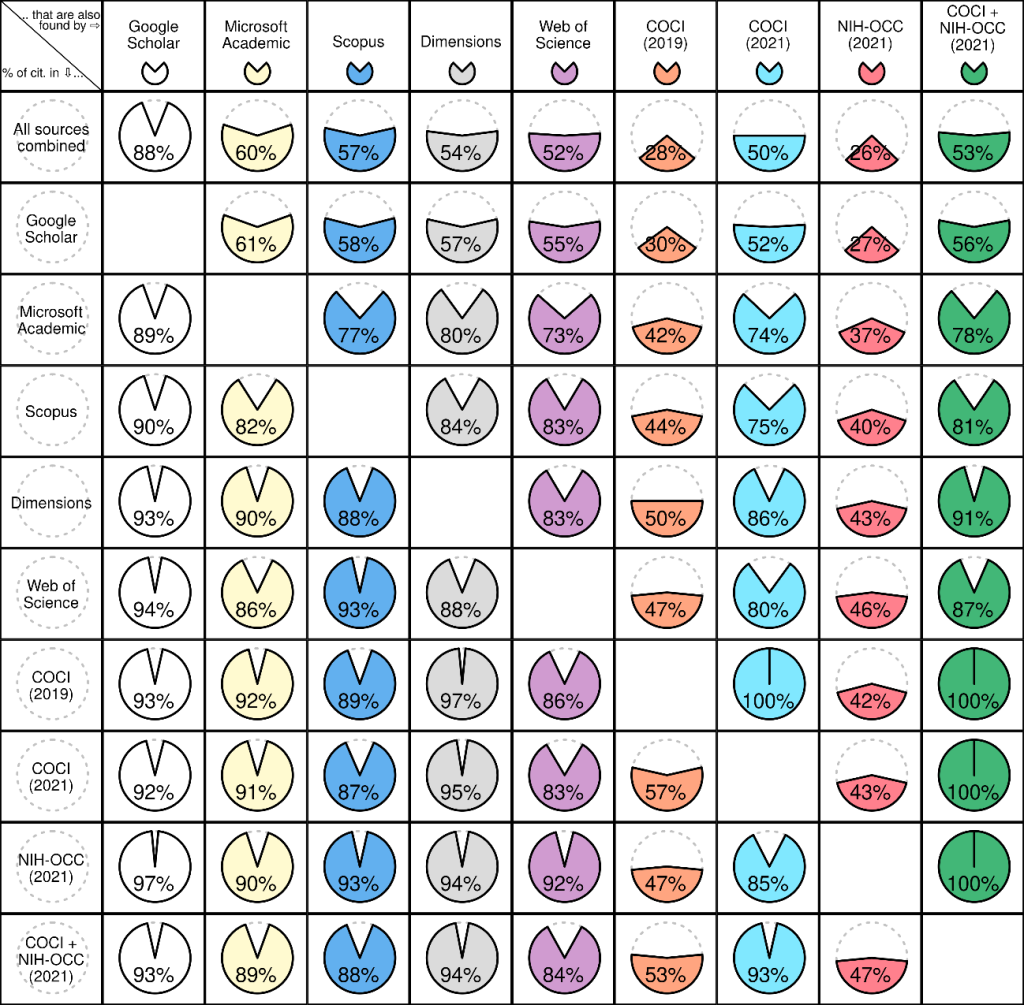 ... that are also
found by ⇨
% of cit. in ⇩...
Google
Scholar
Microsoft
Academic
Scopus
Dimensions
Web of
Science
COCI
(2019)
COCI
(2021)
NIH-OCC
(2021)
COCI +
NIH-OCC
(2021)
All sources
combined
88%
60%
57%
54%
52%
28%
50%
26%
53%
Google
Scholar
61%
58%
57%
55%
30%
52%
27%
56%
Microsoft
Academic
89%
77%
80%
73%
42%
74%
37%
78%
Scopus
90%
82%
84%
83%
44%
75%
40%
81%
Dimensions
93%
90%
88%
83%
50%
86%
43%
91%
Web of
Science
94%
86%
93%
88%
47%
80%
46%
87%
COCI
(2019)
93%
92%
89%
97%
86%
100%
42%
100%
COCI
(2021)
92%
91%
87%
95%
83%
57%
43%
100%
NIH-OCC
(2021)
97%
90%
93%
94%
92%
47%
85%
100%
COCI +
NIH-OCC
(2021)
93%
89%
88%
94%
84%
53%
93%
47%